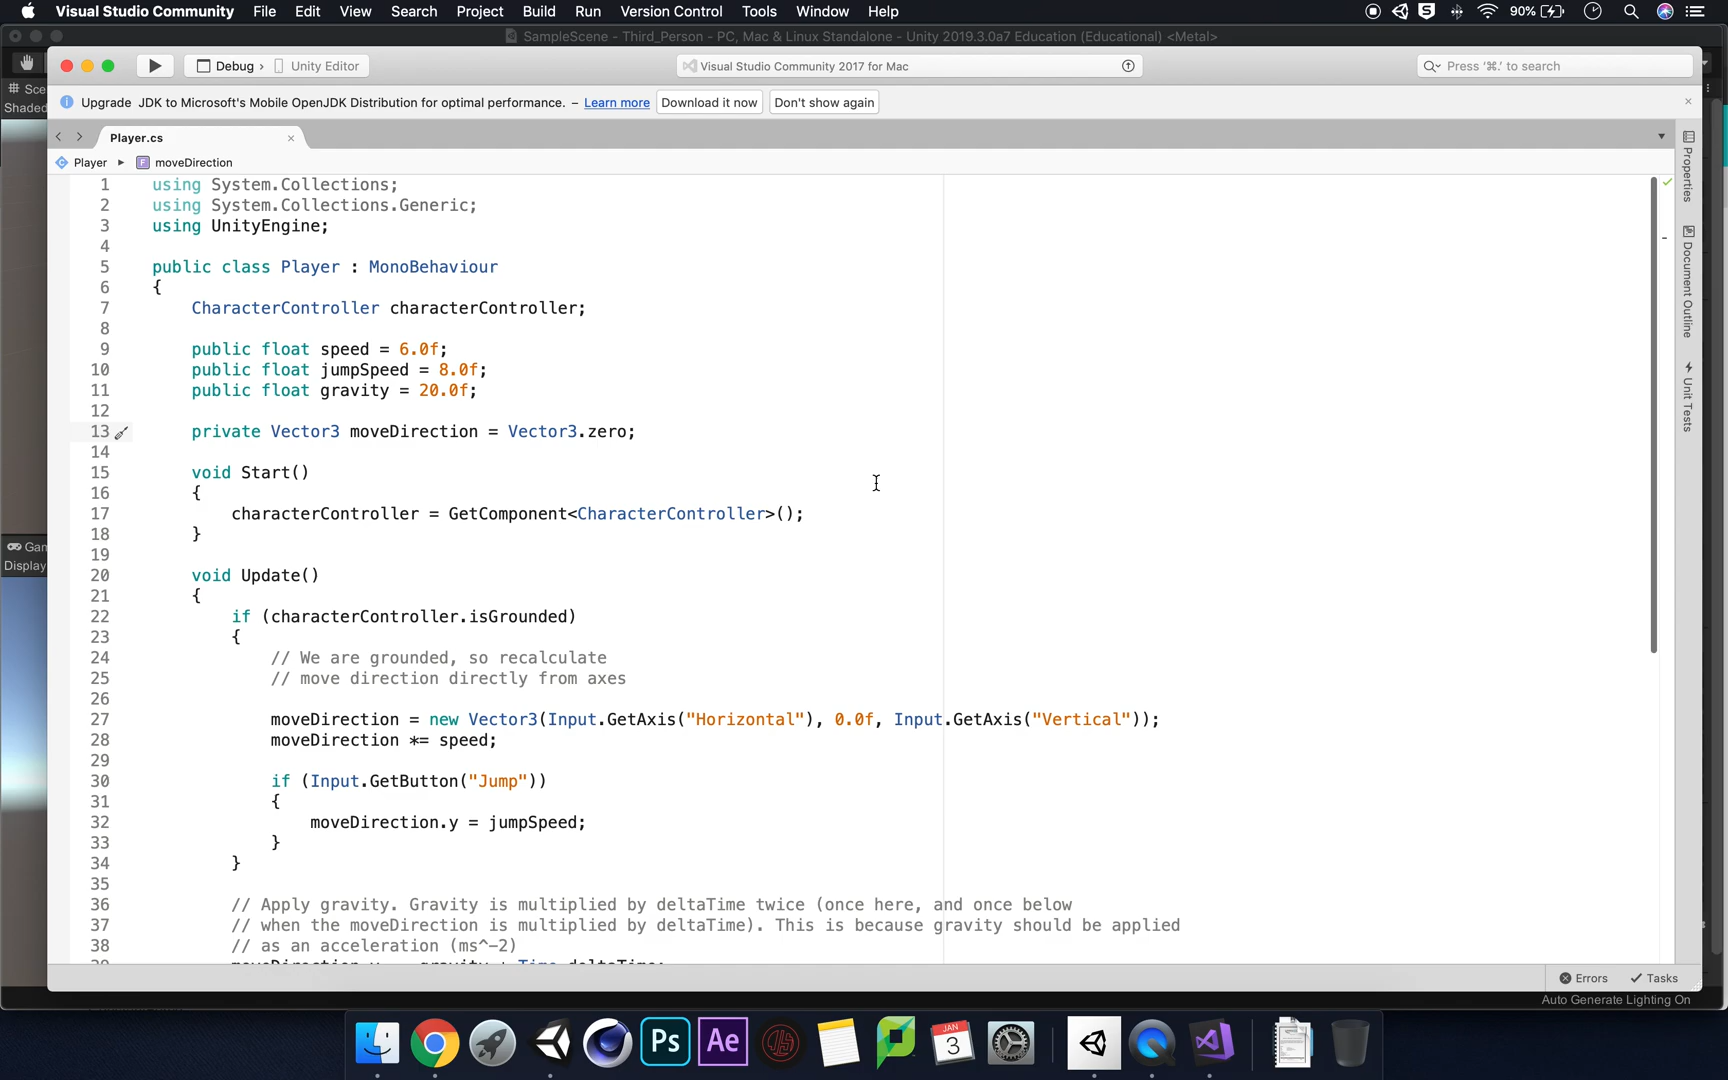 Visual Studio Community File Edit View Search Project Build Run Version Control Tools Window Help 90%
SampleScene - Third_Person - PC, Mac & Linux Standalone - Unity 2019.3.0a7 Education (Educational) <Metal>
Debug › Unity Editor Visual Studio Community 2017 for Mac Press '⌘.' to search
# Sce
Shaded
Upgrade JDK to Microsoft's Mobile OpenJDK Distribution for optimal performance. – Learn more Download it now Don't show again
Player.cs
Player moveDirection
1 using System.Collections;
2 using System.Collections.Generic;
3 using UnityEngine;
4
5 public class Player : MonoBehaviour
6 {
7 CharacterController characterController;
8
9 public float speed = 6.0f;
10 public float jumpSpeed = 8.0f;
11 public float gravity = 20.0f;
12
13 private Vector3 moveDirection = Vector3.zero;
14
15 void Start()
16 {
17 characterController = GetComponent<CharacterController>();
18 }
19
20 void Update()
21 {
22 if (characterController.isGrounded)
23 {
24 // We are grounded, so recalculate
25 // move direction directly from axes
26
27 moveDirection = new Vector3(Input.GetAxis("Horizontal"), 0.0f, Input.GetAxis("Vertical"));
28 moveDirection *= speed;
29
30 if (Input.GetButton("Jump"))
31 {
32 moveDirection.y = jumpSpeed;
33 }
34 }
35
36 // Apply gravity. Gravity is multiplied by deltaTime twice (once here, and once below
37 // when the moveDirection is multiplied by deltaTime). This is because gravity should be applied
38 // as an acceleration (ms^-2)
Properties
Document Outline
Unit Tests
Gam
Display
Errors Tasks
Auto Generate Lighting On
Ps Ae JAN 3